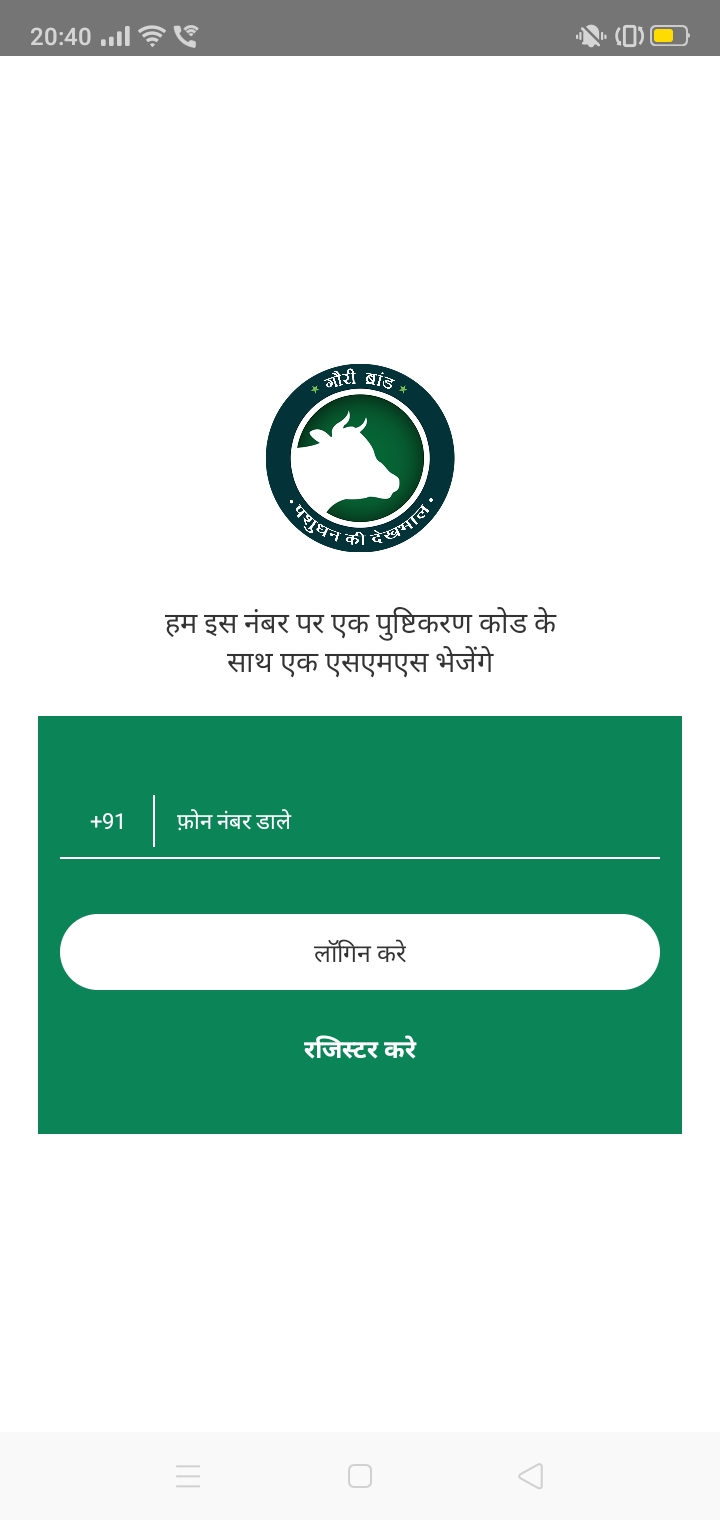 20:40
गौरी ब्रांड
पशुधन की देखभाल
हम इस नंबर पर एक पुष्टिकरण कोड के
साथ एक एसएमएस भेजेंगे
+91 फ़ोन नंबर डाले
लॉगिन करे
रजिस्टर करे